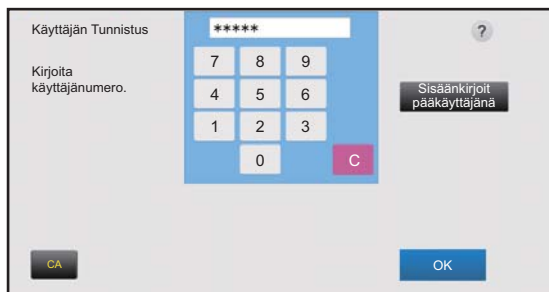 Käyttäjän Tunnistus
*****
?
Kirjoita
käyttäjänumero.
7 8 9
4 5 6
1 2 3
0 C
Sisäänkirjoit
pääkäyttäjänä
CA
OK